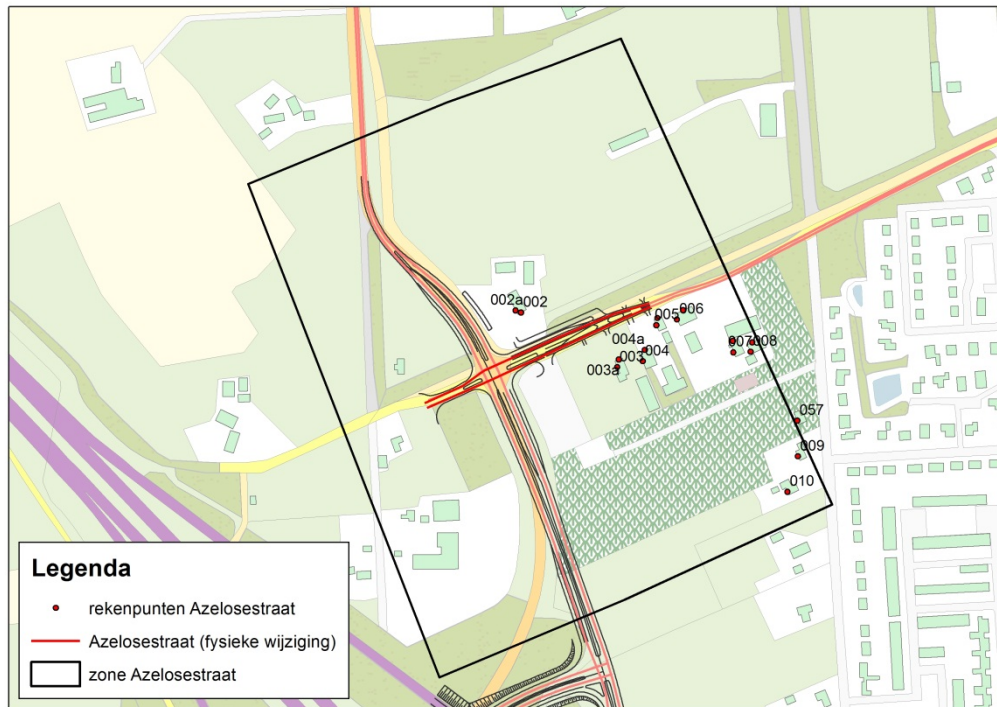 002a 002
006
005
004a
007 008
003 004
003a
057
009
010
Legenda
rekenpunten Azelosestraat
Azelosestraat (fysieke wijziging)
zone Azelosestraat